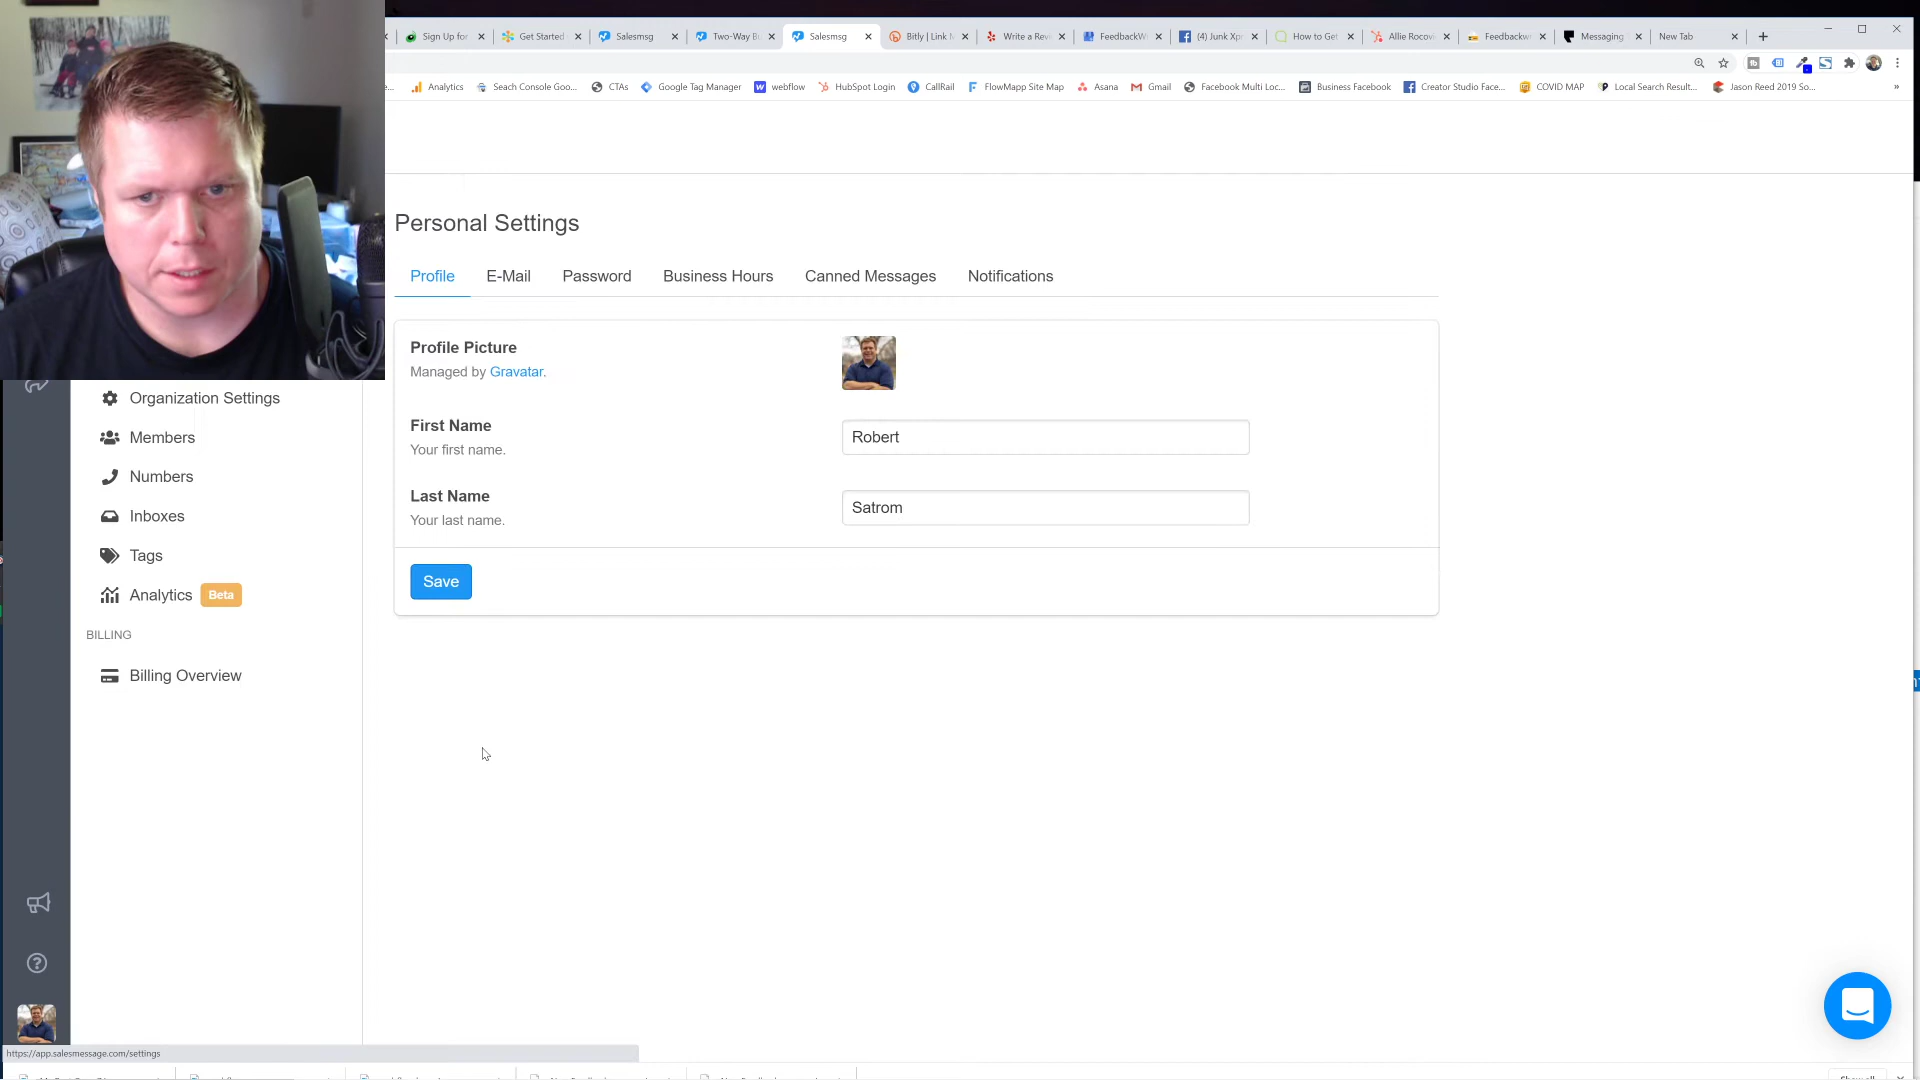 Sign Up for
Get Started
Salesmsg
Two-Way Bu
Salesmsg
Bitly | Link M
Write a Revi
FeedbackW
(4) Junk Xp
How to Get
Allie Rocovi
Feedbackw
Messaging
New Tab
Analytics
Seach Console Goo...
CTAs
Google Tag Manager
webflow
HubSpot Login
CallRail
FlowMapp Site Map
Asana
Gmail
Facebook Multi Loc...
Business Facebook
Creator Studio Face...
COVID MAP
Local Search Result...
Jason Reed 2019 So...
Personal Settings
Profile
E-Mail
Password
Business Hours
Canned Messages
Notifications
Profile Picture
Managed by Gravatar.
First Name
Your first name.
Robert
Last Name
Your last name.
Satrom
Save
Organization Settings
Members
Numbers
Inboxes
Tags
Analytics Beta
BILLING
Billing Overview
https://app.salesmessage.com/settings